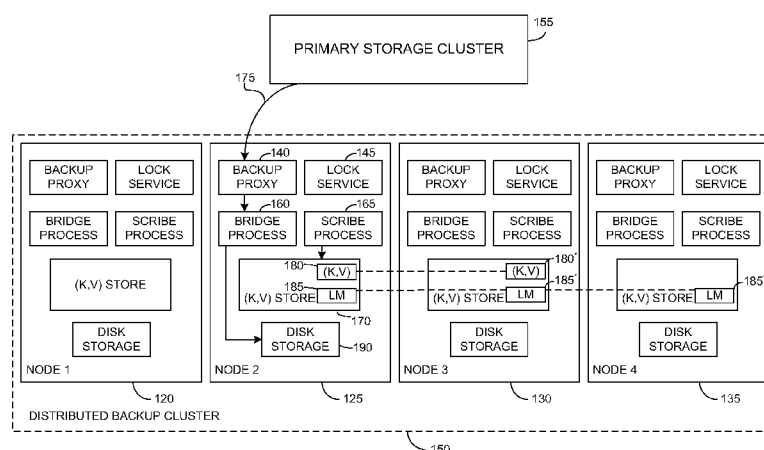 155
PRIMARY STORAGE CLUSTER
175
140
145
BACKUP PROXY
LOCK SERVICE
BACKUP PROXY
LOCK SERVICE
BACKUP PROXY
LOCK SERVICE
BACKUP PROXY
LOCK SERVICE
160
165
BRIDGE PROCESS
SCRIBE PROCESS
BRIDGE PROCESS
SCRIBE PROCESS
BRIDGE PROCESS
SCRIBE PROCESS
BRIDGE PROCESS
SCRIBE PROCESS
180
(K,V)
(K,V)
180´
(K,V) STORE
185
(K,V) STORE
LM
(K,V) STORE
LM
185´
(K,V) STORE
LM
170
DISK STORAGE
DISK STORAGE
190
DISK STORAGE
DISK STORAGE
NODE 1
NODE 2
NODE 3
NODE 4
120
125
130
135
DISTRIBUTED BACKUP CLUSTER